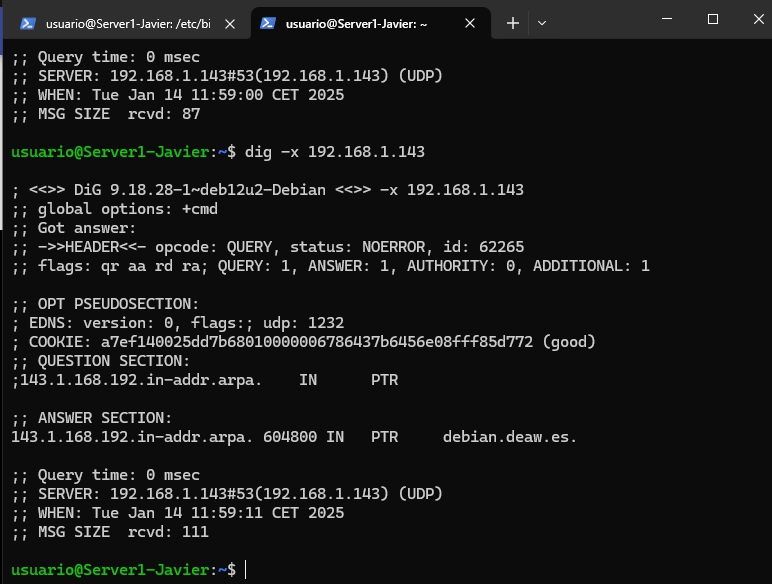 usuario@Server1-Javier: /etc/bi
usuario@Server1-Javier: ~
;; Query time: 0 msec
;; SERVER: 192.168.1.143#53(192.168.1.143) (UDP)
;; WHEN: Tue Jan 14 11:59:00 CET 2025
;; MSG SIZE  rcvd: 87
usuario@Server1-Javier:~$ dig -x 192.168.1.143
; <<>> DiG 9.18.28-1~deb12u2-Debian <<>> -x 192.168.1.143
;; global options: +cmd
;; Got answer:
;; ->>HEADER<<- opcode: QUERY, status: NOERROR, id: 62265
;; flags: qr aa rd ra; QUERY: 1, ANSWER: 1, AUTHORITY: 0, ADDITIONAL: 1
;; OPT PSEUDOSECTION:
; EDNS: version: 0, flags:; udp: 1232
; COOKIE: a7ef140025dd7b68010000006786437b6456e08fff85d772 (good)
;; QUESTION SECTION:
;143.1.168.192.in-addr.arpa.    IN      PTR
;; ANSWER SECTION:
143.1.168.192.in-addr.arpa. 604800 IN   PTR     debian.deaw.es.
;; Query time: 0 msec
;; SERVER: 192.168.1.143#53(192.168.1.143) (UDP)
;; WHEN: Tue Jan 14 11:59:11 CET 2025
;; MSG SIZE  rcvd: 111
usuario@Server1-Javier:~$